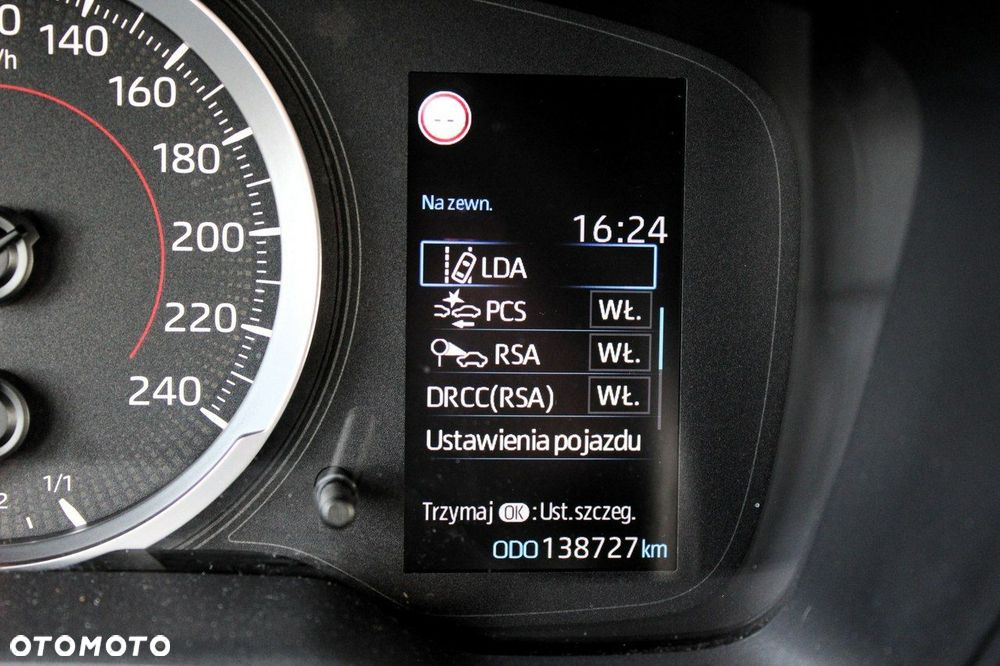 140
160
180
200
220
240
1/1
--
Na zewn.
16:24
LDA
PCS WŁ.
RSA WŁ.
DRCC(RSA) WŁ.
Ustawienia pojazdu
Trzymaj OK : Ust.szczeg.
ODO 138727 km
OTOMOTO